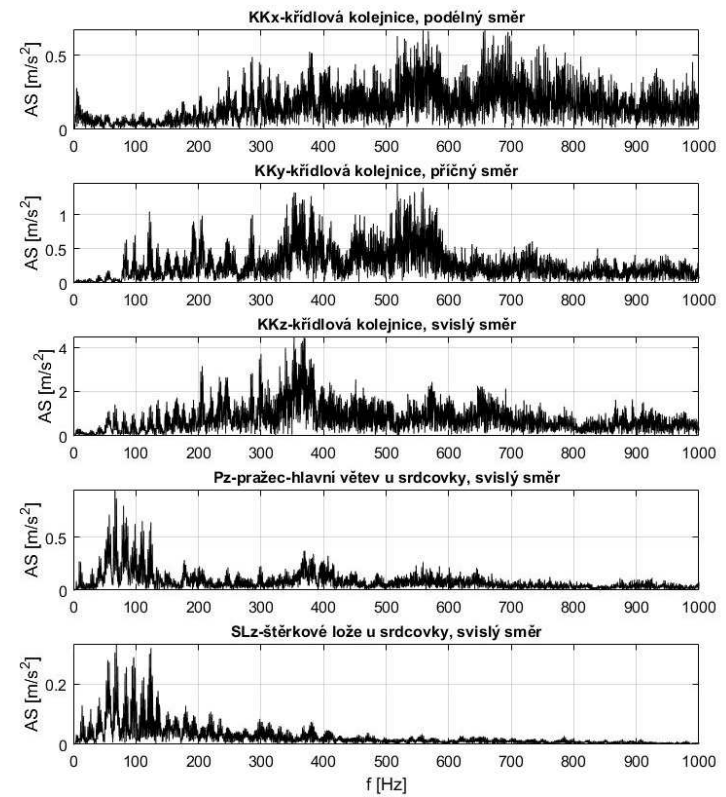 KKx-křídlová kolejnice, podélný směr
AS [m/s²]
0.5
0
0 100 200 300 400 500 600 700 800 900 1000
KKy-křídlová kolejnice, příčný směr
AS [m/s²]
1
0.5
0
0 100 200 300 400 500 600 700 800 900 1000
KKz-křídlová kolejnice, svislý směr
AS [m/s²]
4
2
0
0 100 200 300 400 500 600 700 800 900 1000
Pz-pražec-hlavní větev u srdcovky, svislý směr
AS [m/s²]
0.5
0
0 100 200 300 400 500 600 700 800 900 1000
SLz-štěrkové lože u srdcovky, svislý směr
AS [m/s²]
0.2
0
0 100 200 300 400 500 600 700 800 900 1000
f [Hz]